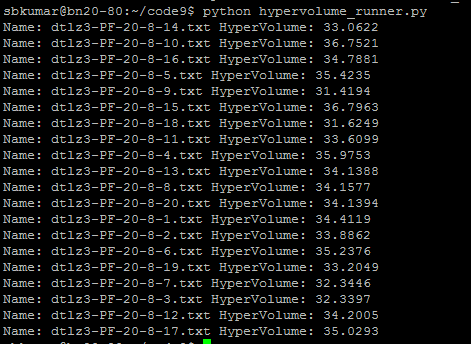 sbkumar@bn20-80:~/code9$ python hypervolume_runner.py
Name: dtlz3-PF-20-8-14.txt HyperVolume: 33.0622
Name: dtlz3-PF-20-8-10.txt HyperVolume: 36.7521
Name: dtlz3-PF-20-8-16.txt HyperVolume: 34.7881
Name: dtlz3-PF-20-8-5.txt HyperVolume: 35.4235
Name: dtlz3-PF-20-8-9.txt HyperVolume: 31.4194
Name: dtlz3-PF-20-8-15.txt HyperVolume: 36.7963
Name: dtlz3-PF-20-8-18.txt HyperVolume: 31.6249
Name: dtlz3-PF-20-8-11.txt HyperVolume: 33.6099
Name: dtlz3-PF-20-8-4.txt HyperVolume: 35.9753
Name: dtlz3-PF-20-8-13.txt HyperVolume: 34.1388
Name: dtlz3-PF-20-8-8.txt HyperVolume: 34.1577
Name: dtlz3-PF-20-8-20.txt HyperVolume: 34.1394
Name: dtlz3-PF-20-8-1.txt HyperVolume: 34.4119
Name: dtlz3-PF-20-8-2.txt HyperVolume: 33.8862
Name: dtlz3-PF-20-8-6.txt HyperVolume: 35.2376
Name: dtlz3-PF-20-8-19.txt HyperVolume: 33.2049
Name: dtlz3-PF-20-8-7.txt HyperVolume: 32.3446
Name: dtlz3-PF-20-8-3.txt HyperVolume: 32.3397
Name: dtlz3-PF-20-8-12.txt HyperVolume: 34.2005
Name: dtlz3-PF-20-8-17.txt HyperVolume: 35.0293